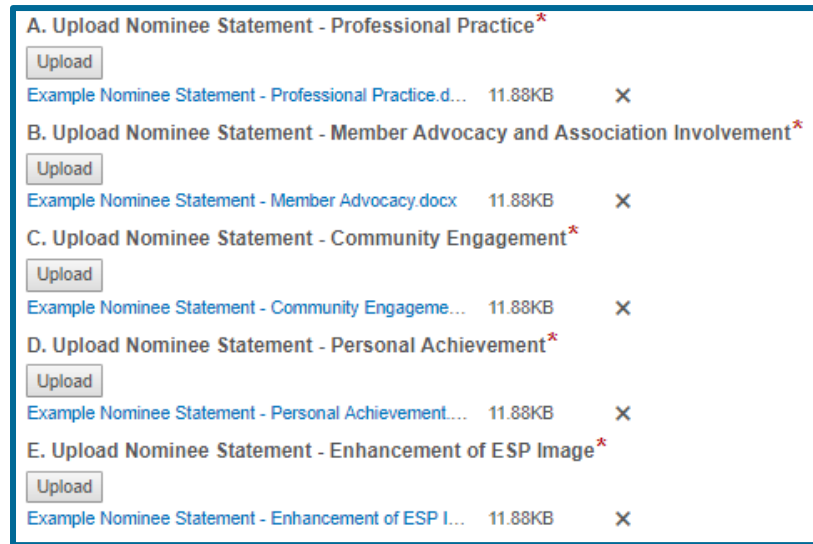 A. Upload Nominee Statement - Professional Practice*
Upload
Example Nominee Statement - Professional Practice.d... 11.88KB ×
B. Upload Nominee Statement - Member Advocacy and Association Involvement*
Upload
Example Nominee Statement - Member Advocacy.docx 11.88KB ×
C. Upload Nominee Statement - Community Engagement*
Upload
Example Nominee Statement - Community Engageme... 11.88KB ×
D. Upload Nominee Statement - Personal Achievement*
Upload
Example Nominee Statement - Personal Achievement.... 11.88KB ×
E. Upload Nominee Statement - Enhancement of ESP Image*
Upload
Example Nominee Statement - Enhancement of ESP I... 11.88KB ×